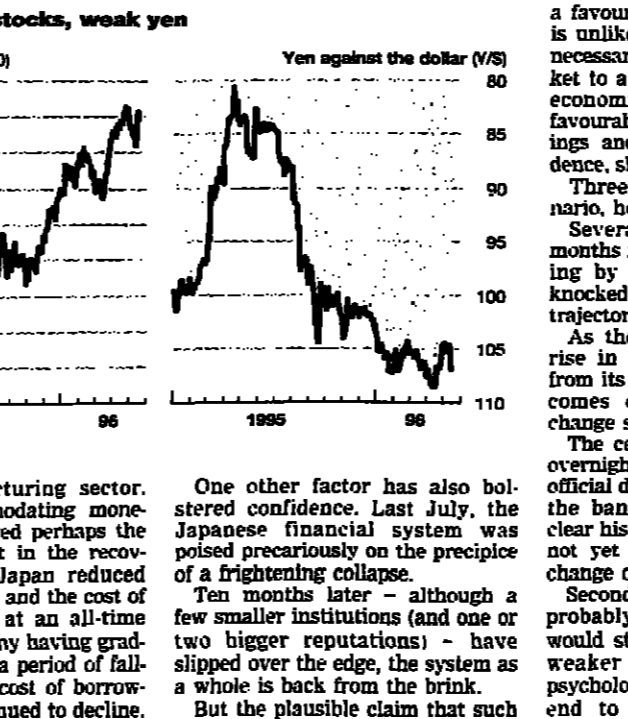 stocks, weak yen
Yen against the dollar (Y/$)
80
85
90
95
100
105
110
96
1995
96
cturing sector.
modating mone-
ed perhaps the
t in the recov-
Japan reduced
and the cost of
at an all-time
ny having grad-
a period of fall-
cost of borrow-
nued to decline.
One other factor has also bol-
stered confidence. Last July, the
Japanese financial system was
poised precariously on the precipice
of a frightening collapse.
Ten months later – although a
few smaller institutions (and one or
two bigger reputations) – have
slipped over the edge, the system as
a whole is back from the brink.
But the plausible claim that such
a favour
is unlike
necessar
ket to a
econom
favourab
ings and
dence, sl
Three
nario, h
Severa
months
ing by
knocked
trajector
As the
rise in
from its
comes
change s
The ce
overnigh
official d
the ban
clear his
not yet
change o
Second
probably
would st
weaker
psycholo
end to